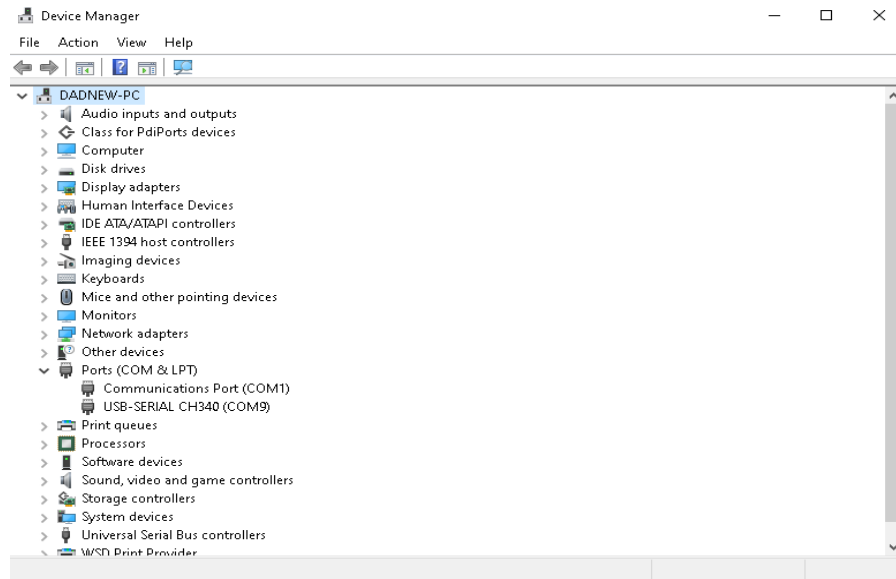 Device Manager
File Action View Help
DADNEW-PC
Audio inputs and outputs
Class for PdiPorts devices
Computer
Disk drives
Display adapters
Human Interface Devices
IDE ATA/ATAPI controllers
IEEE 1394 host controllers
Imaging devices
Keyboards
Mice and other pointing devices
Monitors
Network adapters
Other devices
Ports (COM & LPT)
Communications Port (COM1)
USB-SERIAL CH340 (COM9)
Print queues
Processors
Software devices
Sound, video and game controllers
Storage controllers
System devices
Universal Serial Bus controllers
WSD Print Provider